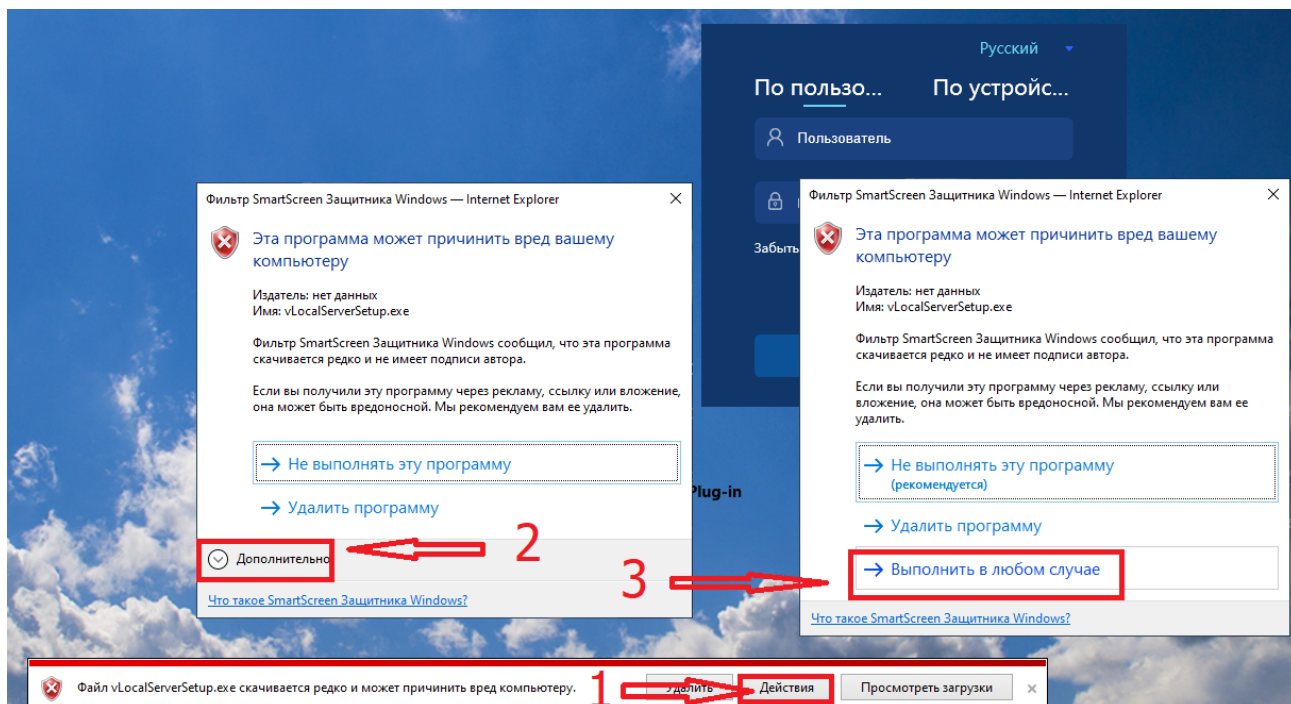 Русский
По пользо...
По устройс...
Пользователь
Забыть
Plug-in
Фильтр SmartScreen Защитника Windows — Internet Explorer
Эта программа может причинить вред вашему
компьютеру
Издатель: нет данных
Имя: vLocalServerSetup.exe
Фильтр SmartScreen Защитника Windows сообщил, что эта программа
скачивается редко и не имеет подписи автора.
Если вы получили эту программу через рекламу, ссылку или вложение,
она может быть вредоносной. Мы рекомендуем вам ее удалить.
Не выполнять эту программу
Удалить программу
Дополнительно
2
Что такое SmartScreen Защитника Windows?
Фильтр SmartScreen Защитника Windows — Internet Explorer
Эта программа может причинить вред вашему
компьютеру
Издатель: нет данных
Имя: vLocalServerSetup.exe
Фильтр SmartScreen Защитника Windows сообщил, что эта программа
скачивается редко и не имеет подписи автора.
Если вы получили эту программу через рекламу, ссылку или
вложение, она может быть вредоносной. Мы рекомендуем вам ее
удалить.
Не выполнять эту программу
(рекомендуется)
Удалить программу
3
Выполнить в любом случае
Что такое SmartScreen Защитника Windows?
Файл vLocalServerSetup.exe скачивается редко и может причинить вред компьютеру.
1
Удалить
Действия
Просмотреть загрузки